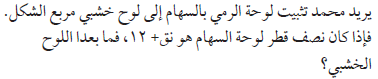 يريد محمد تثبيت لوحة الرمي بالسهام إلى لوح خشبي مربع الشكل.
فإذا كان نصف قطر لوحة السهام هو نق+ ١٢، فما بعدا اللوح
الخشبي؟